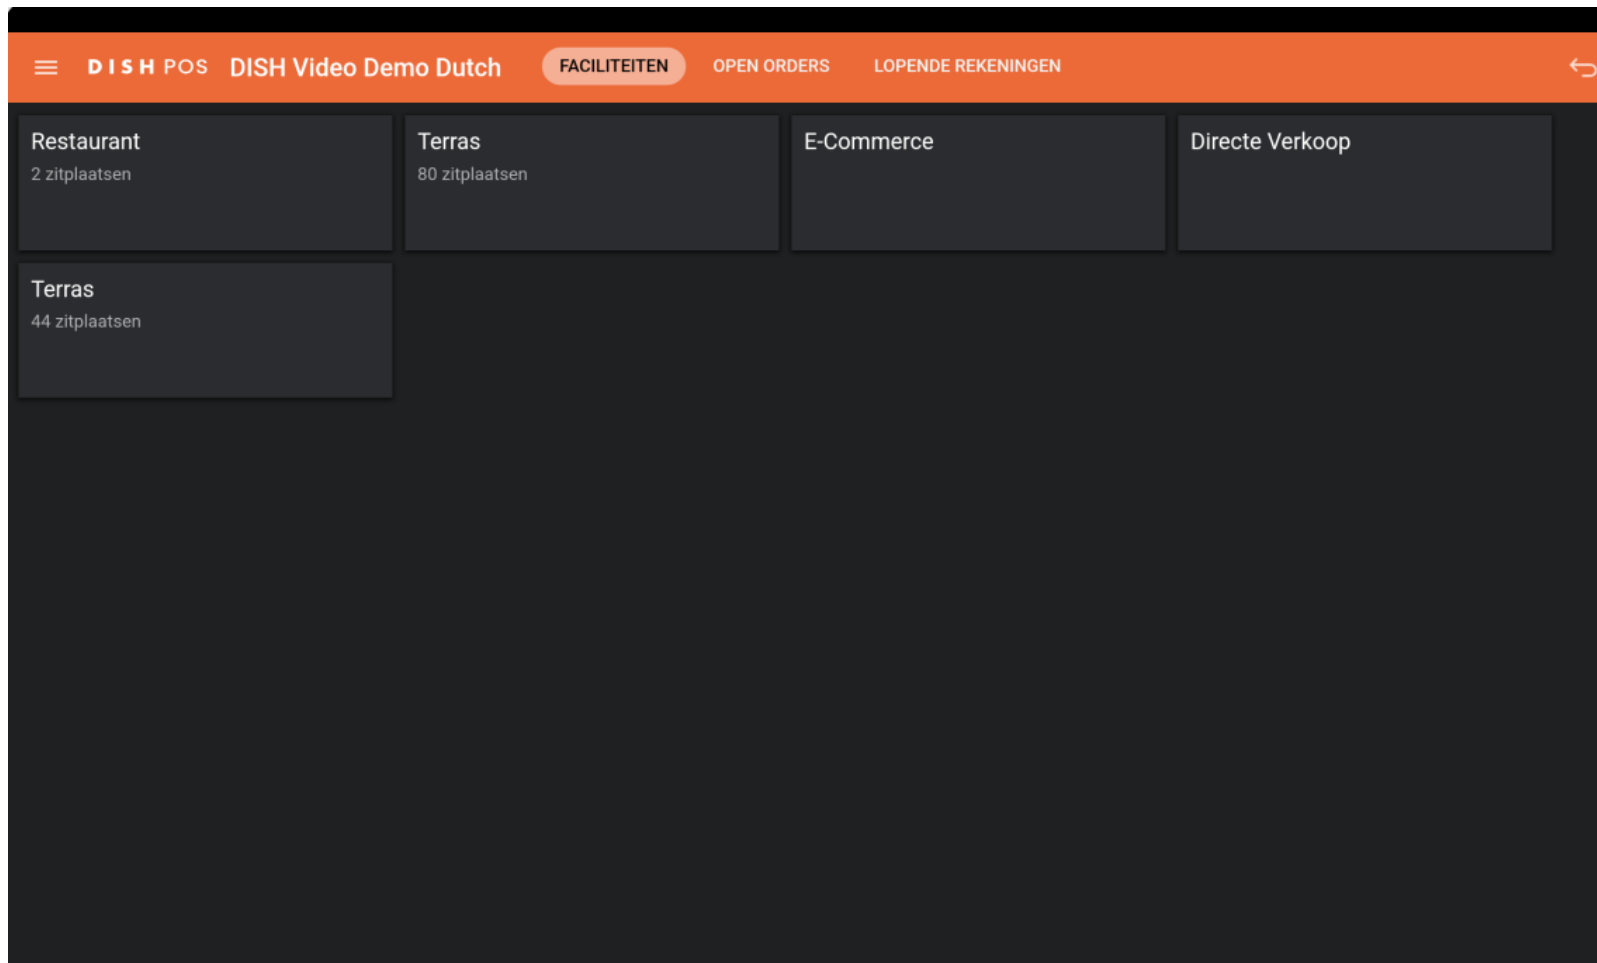 DISH POS DISH Video Demo Dutch FACILITEITEN OPEN ORDERS LOPENDE REKENINGEN
Restaurant
2 zitplaatsen
Terras
80 zitplaatsen
E-Commerce
Directe Verkoop
Terras
44 zitplaatsen